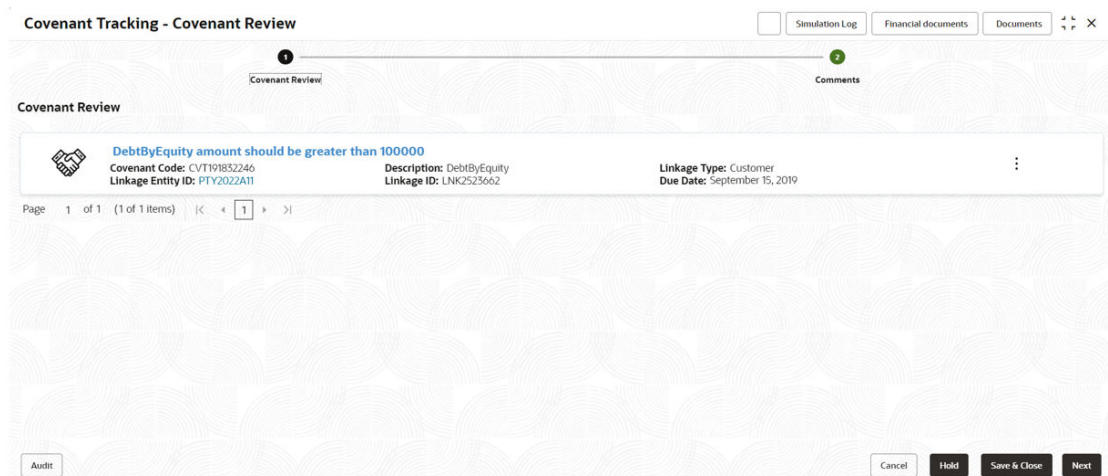 Covenant Tracking - Covenant Review
Simulation Log
Financial documents
Documents
1
2
Covenant Review
Comments
Covenant Review
DebtByEquity amount should be greater than 100000
Covenant Code: CVT191832246 Description: DebtByEquity Linkage Type: Customer
Linkage Entity ID: PTY2022A11 Linkage ID: LNK2523662 Due Date: September 15, 2019
Page 1 of 1 (1 of 1 items) 1
Audit
Cancel
Hold
Save & Close
Next